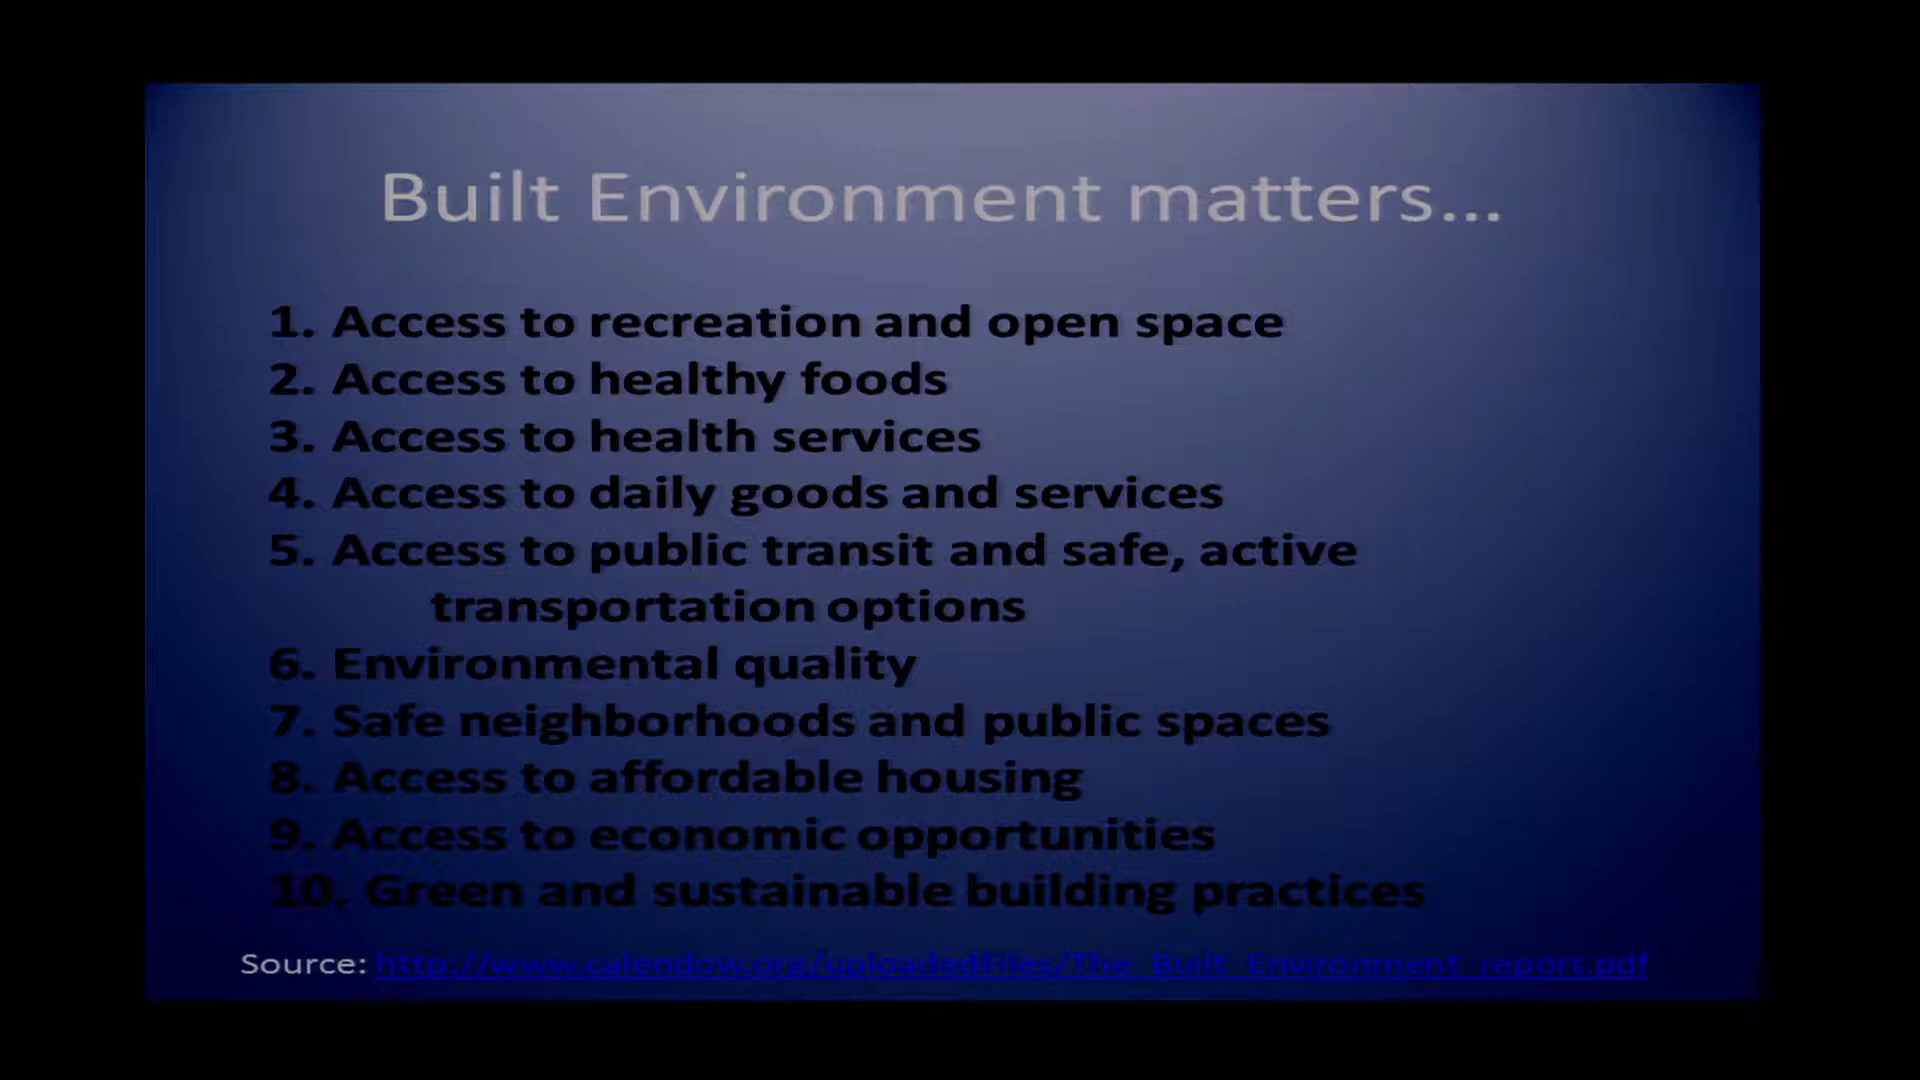 Built Environment matters...
1. Access to recreation and open space
2. Access to healthy foods
3. Access to health services
4. Access to daily goods and services
5. Access to public transit and safe, active
transportation options
6. Environmental quality
7. Safe neighborhoods and public spaces
8. Access to affordable housing
9. Access to economic opportunities
10. Green and sustainable building practices
Source: http://www.calendow.org/uploadedfiles/The_Built_Environment_report.pdf